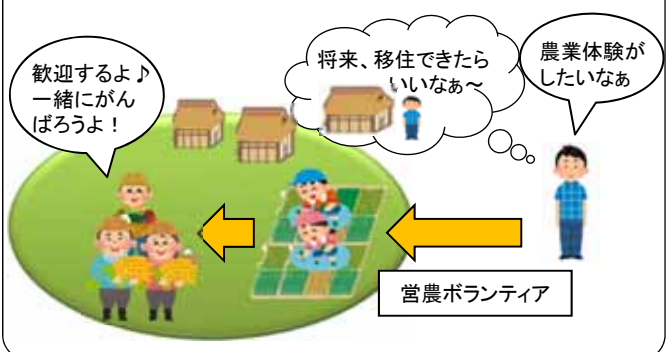 歓迎するよ♪
一緒にがん
ばろうよ！
将来、移住できたら
いいなぁ～
農業体験が
したいなぁ
営農ボランティア